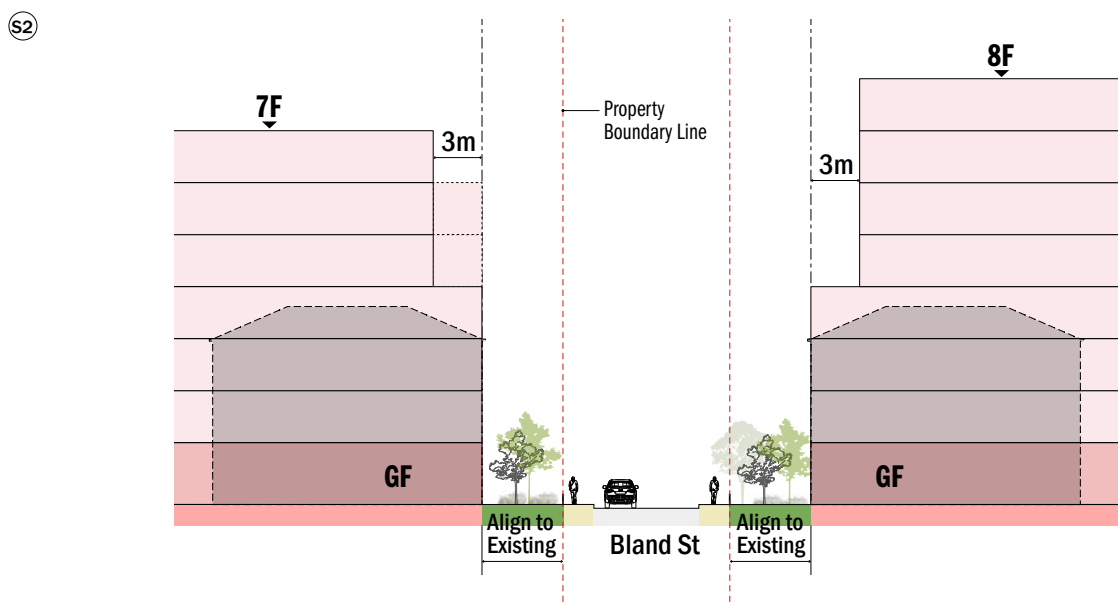 S2
8F
7F
Property
Boundary Line
3m
3m
GF
GF
Align to
Existing
Bland St
Align to
Existing